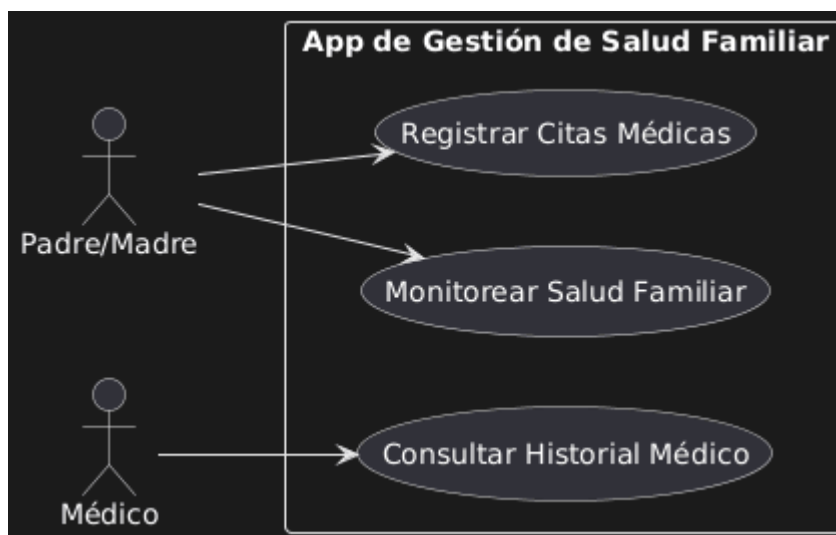 App de Gestión de Salud Familiar
Registrar Citas Médicas
Padre/Madre
Monitorear Salud Familiar
Consultar Historial Médico
Médico